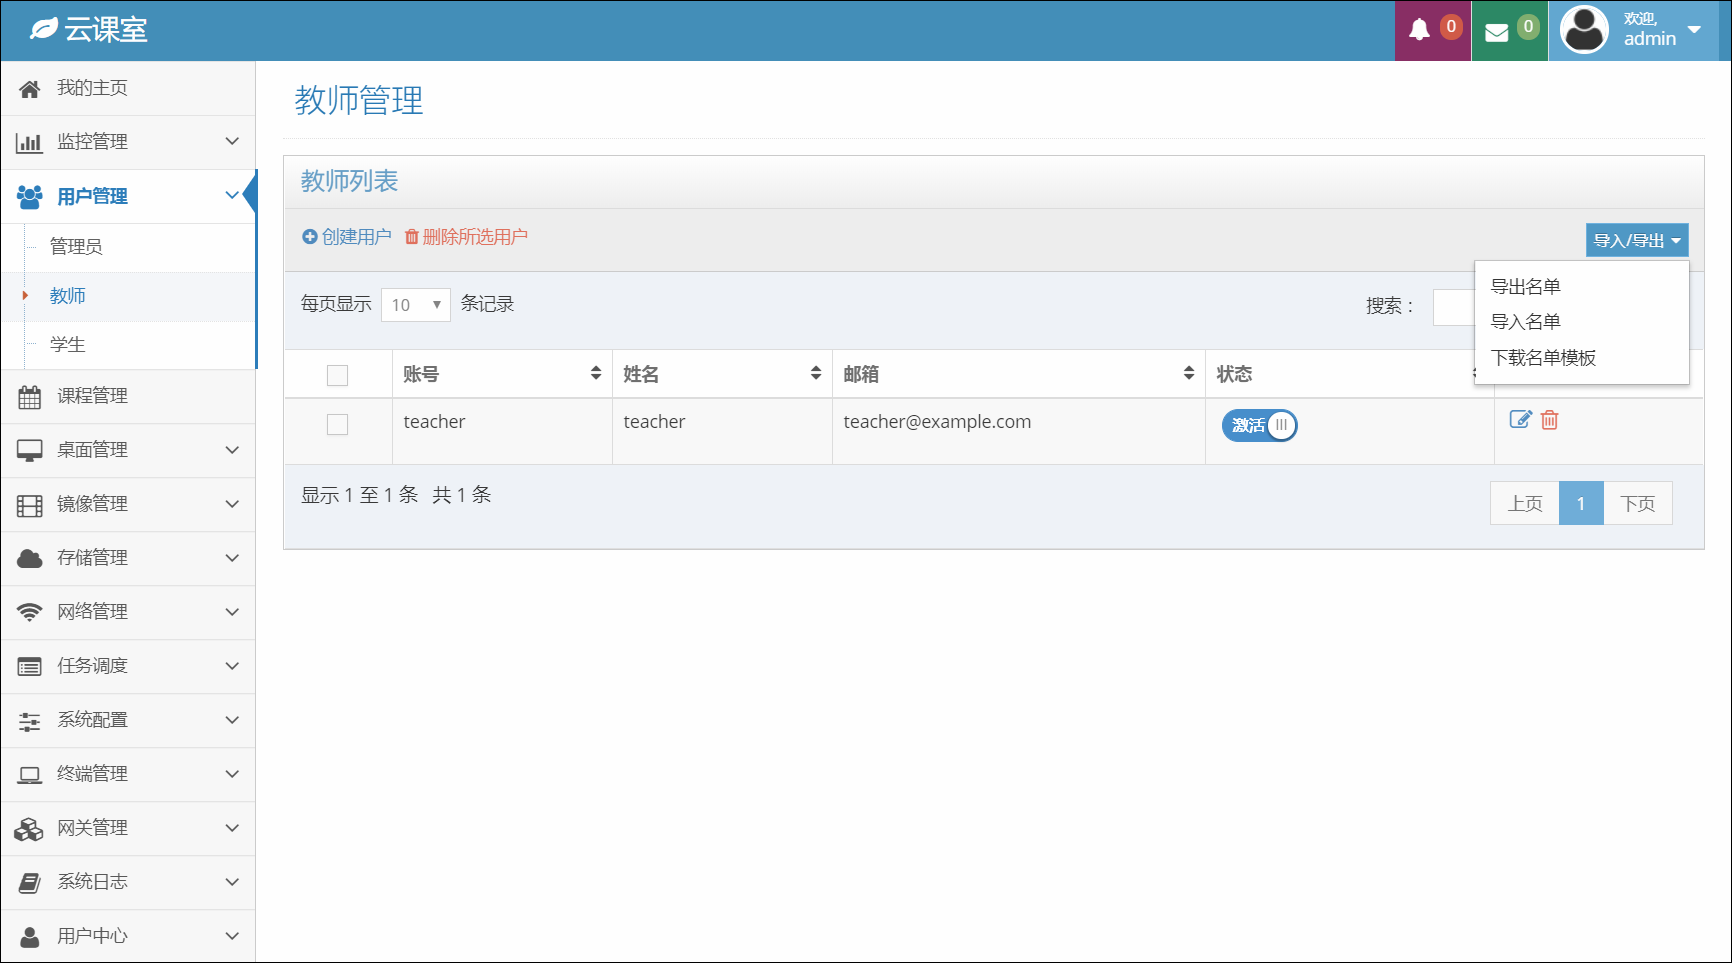 云课室
0
0
欢迎,
admin
我的主页
监控管理
用户管理
管理员
教师
学生
课程管理
桌面管理
镜像管理
存储管理
网络管理
任务调度
系统配置
终端管理
网关管理
系统日志
用户中心
教师管理
教师列表
创建用户 删除所选用户
导入/导出
导出名单
导入名单
下载名单模板
每页显示 10 条记录
搜索：
账号 姓名 邮箱 状态
teacher teacher teacher@example.com 激活
显示 1 至 1 条 共 1 条
上页 1 下页